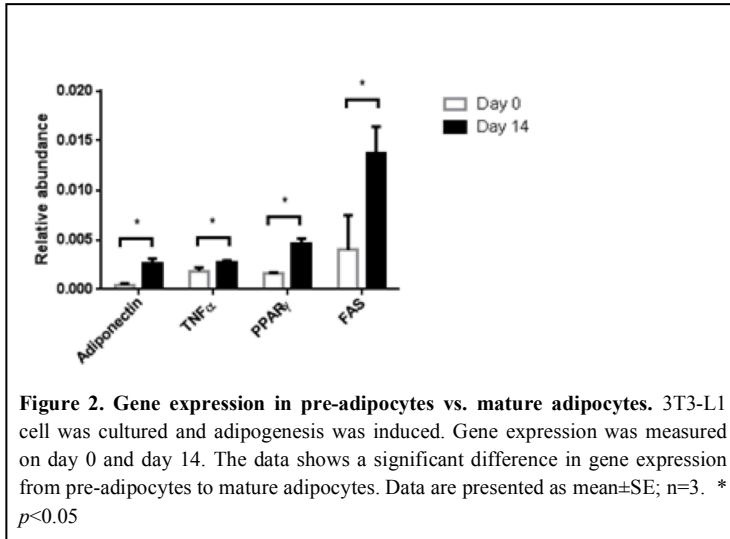 *
0.020
Day 0
Day 14
*
0.015
Relative abundance
0.010
*
0.005
*
*
0.000
Adiponectin
TNFα
PPARγ
FAS
Figure 2. Gene expression in pre-adipocytes vs. mature adipocytes. 3T3-L1
cell was cultured and adipogenesis was induced. Gene expression was measured
on day 0 and day 14. The data shows a significant difference in gene expression
from pre-adipocytes to mature adipocytes. Data are presented as mean±SE; n=3. *
p<0.05